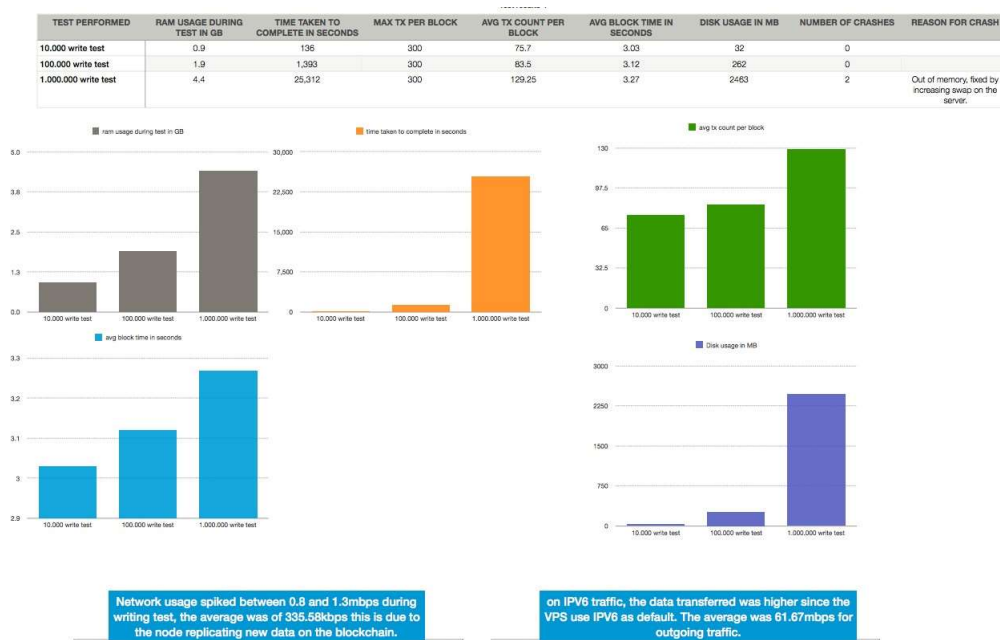 TEST PERFORMED RAM USAGE DURING TEST IN GB TIME TAKEN TO COMPLETE IN SECONDS MAX TX PER BLOCK AVG TX COUNT PER BLOCK AVG BLOCK TIME IN SECONDS DISK USAGE IN MB NUMBER OF CRASHES REASON FOR CRASH
10.000 write test 0.9 136 300 75.7 3.03 32 0
100.000 write test 1.9 1,393 300 83.5 3.12 262 0
1.000.000 write test 4.4 25,312 300 129.25 3.27 2463 2 Out of memory, fixed by
increasing swap on the
server.
ram usage during test in GB
5.0
3.8
2.5
1.3
0.0
10.000 write test 100.000 write test 1.000.000 write test
time taken to complete in seconds
30,000
22,500
15,000
7,500
0
10.000 write test 100.000 write test 1.000.000 write test
avg tx count per block
130
97.5
65
32.5
0
10.000 write test 100.000 write test 1.000.000 write test
avg block time in seconds
3.3
3.2
3.1
3
2.9
10.000 write test 100.000 write test 1.000.000 write test
Disk usage in MB
3000
2250
1500
750
0
10.000 write test 100.000 write test 1.000.000 write test
Network usage spiked between 0.8 and 1.3mbps during
writing test, the average was of 335.58kbps this is due to
the node replicating new data on the blockchain.
on IPV6 traffic, the data transferred was higher since the
VPS use IPV6 as default. The average was 61.67mbps for
outgoing traffic.